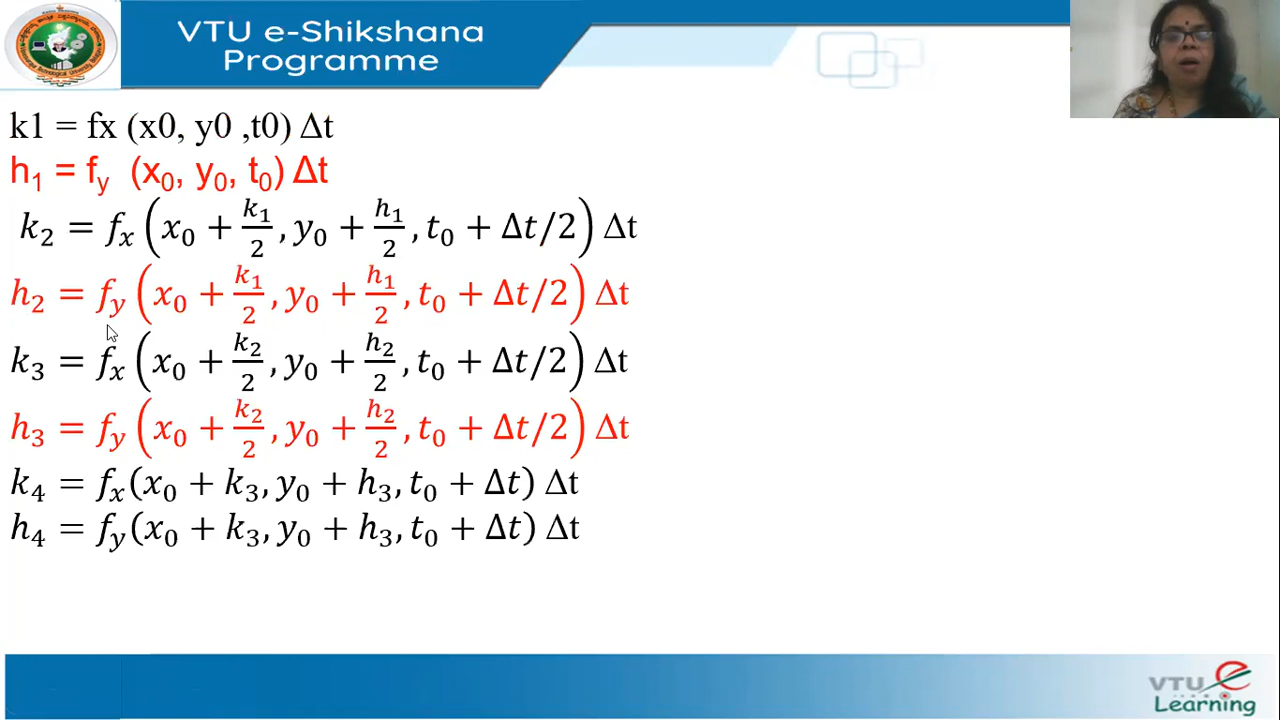 VTU e-Shikshana
Programme
k1 = fx (x0, y0 ,t0) Δt
h₁ = f_y (x₀, y₀, t₀) Δt
k₂ = fₓ(x₀ + k₁/2, y₀ + h₁/2, t₀ + Δt/2) Δt
h₂ = f_y(x₀ + k₁/2, y₀ + h₁/2, t₀ + Δt/2) Δt
k₃ = fₓ(x₀ + k₂/2, y₀ + h₂/2, t₀ + Δt/2) Δt
h₃ = f_y(x₀ + k₂/2, y₀ + h₂/2, t₀ + Δt/2) Δt
k₄ = fₓ(x₀ + k₃, y₀ + h₃, t₀ + Δt) Δt
h₄ = f_y(x₀ + k₃, y₀ + h₃, t₀ + Δt) Δt
VTU e
Learning